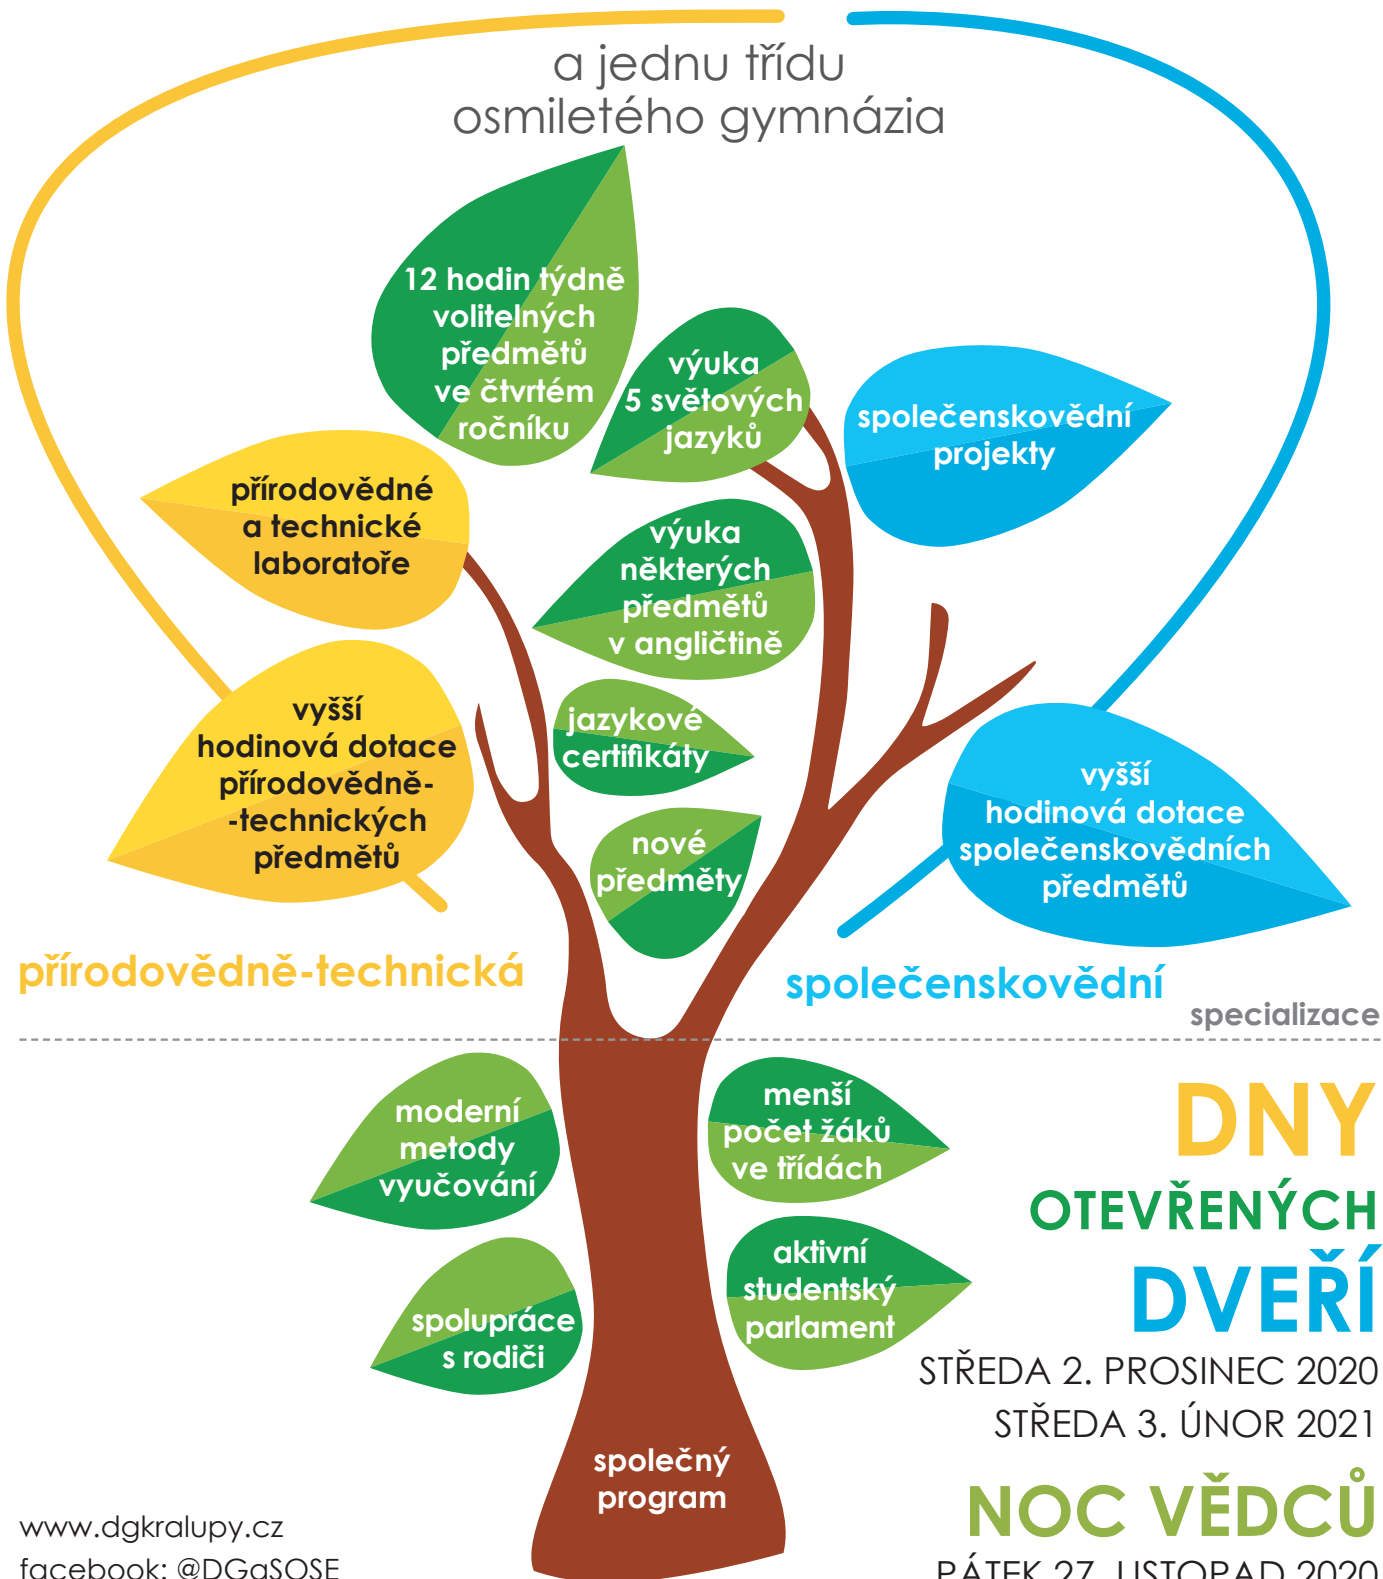 a jednu třídu
osmiletého gymnázia
12 hodin týdně
volitelných
předmětů
ve čtvrtém
ročníku
výuka
5 světových
jazyků
společenskovědní
projekty
přírodovědné
a technické
laboratoře
výuka
některých
předmětů
v angličtině
vyšší
hodinová dotace
přírodovědně-
-technických
předmětů
jazykové
certifikáty
nové
předměty
vyšší
hodinová dotace
společenskovědních
předmětů
přírodovědně-technická
společenskovědní
specializace
moderní
metody
vyučování
menší
počet žáků
ve třídách
spolupráce
s rodiči
aktivní
studentský
parlament
společný
program
DNY
OTEVŘENÝCH
DVEŘÍ
STŘEDA 2. PROSINEC 2020
STŘEDA 3. ÚNOR 2021
NOC VĚDCŮ
PÁTEK 27. LISTOPAD 2020
www.dgkralupy.cz
facebook: @DGaSOSE